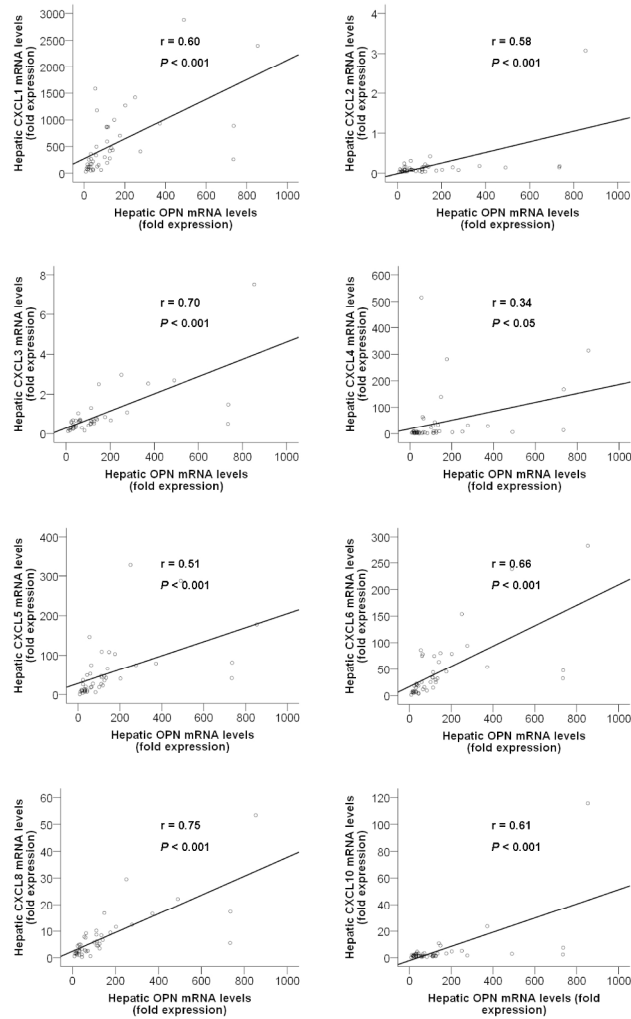 Hepatic CXCL1 mRNA levels
(fold expression)
3000
2500
2000
1500
1000
500
0
r = 0.60
P < 0.001
0 200 400 600 800 1000
Hepatic OPN mRNA levels
(fold expression)
Hepatic CXCL2 mRNA levels
(fold expression)
4
3
2
1
0
r = 0.58
P < 0.001
0 200 400 600 800 1000
Hepatic OPN mRNA levels
(fold expression)
Hepatic CXCL3 mRNA levels
(fold expression)
8
6
4
2
0
r = 0.70
P < 0.001
0 200 400 600 800 1000
Hepatic OPN mRNA levels
(fold expression)
Hepatic CXCL4 mRNA levels
(fold expression)
600
500
400
300
200
100
0
r = 0.34
P < 0.05
0 200 400 600 800 1000
Hepatic OPN mRNA levels
(fold expression)
Hepatic CXCL5 mRNA levels
(fold expression)
400
300
200
100
0
r = 0.51
P < 0.001
0 200 400 600 800 1000
Hepatic OPN mRNA levels
(fold expression)
Hepatic CXCL6 mRNA levels
(fold expression)
300
250
200
150
100
50
0
r = 0.66
P < 0.001
0 200 400 600 800 1000
Hepatic OPN mRNA levels
(fold expression)
Hepatic CXCL8 mRNA levels
(fold expression)
60
50
40
30
20
10
0
r = 0.75
P < 0.001
0 200 400 600 800 1000
Hepatic OPN mRNA levels
(fold expression)
Hepatic CXCL10 mRNA levels
(fold expression)
120
100
80
60
40
20
0
r = 0.61
P < 0.001
0 200 400 600 800 1000
Hepatic OPN mRNA levels (fold
expression)